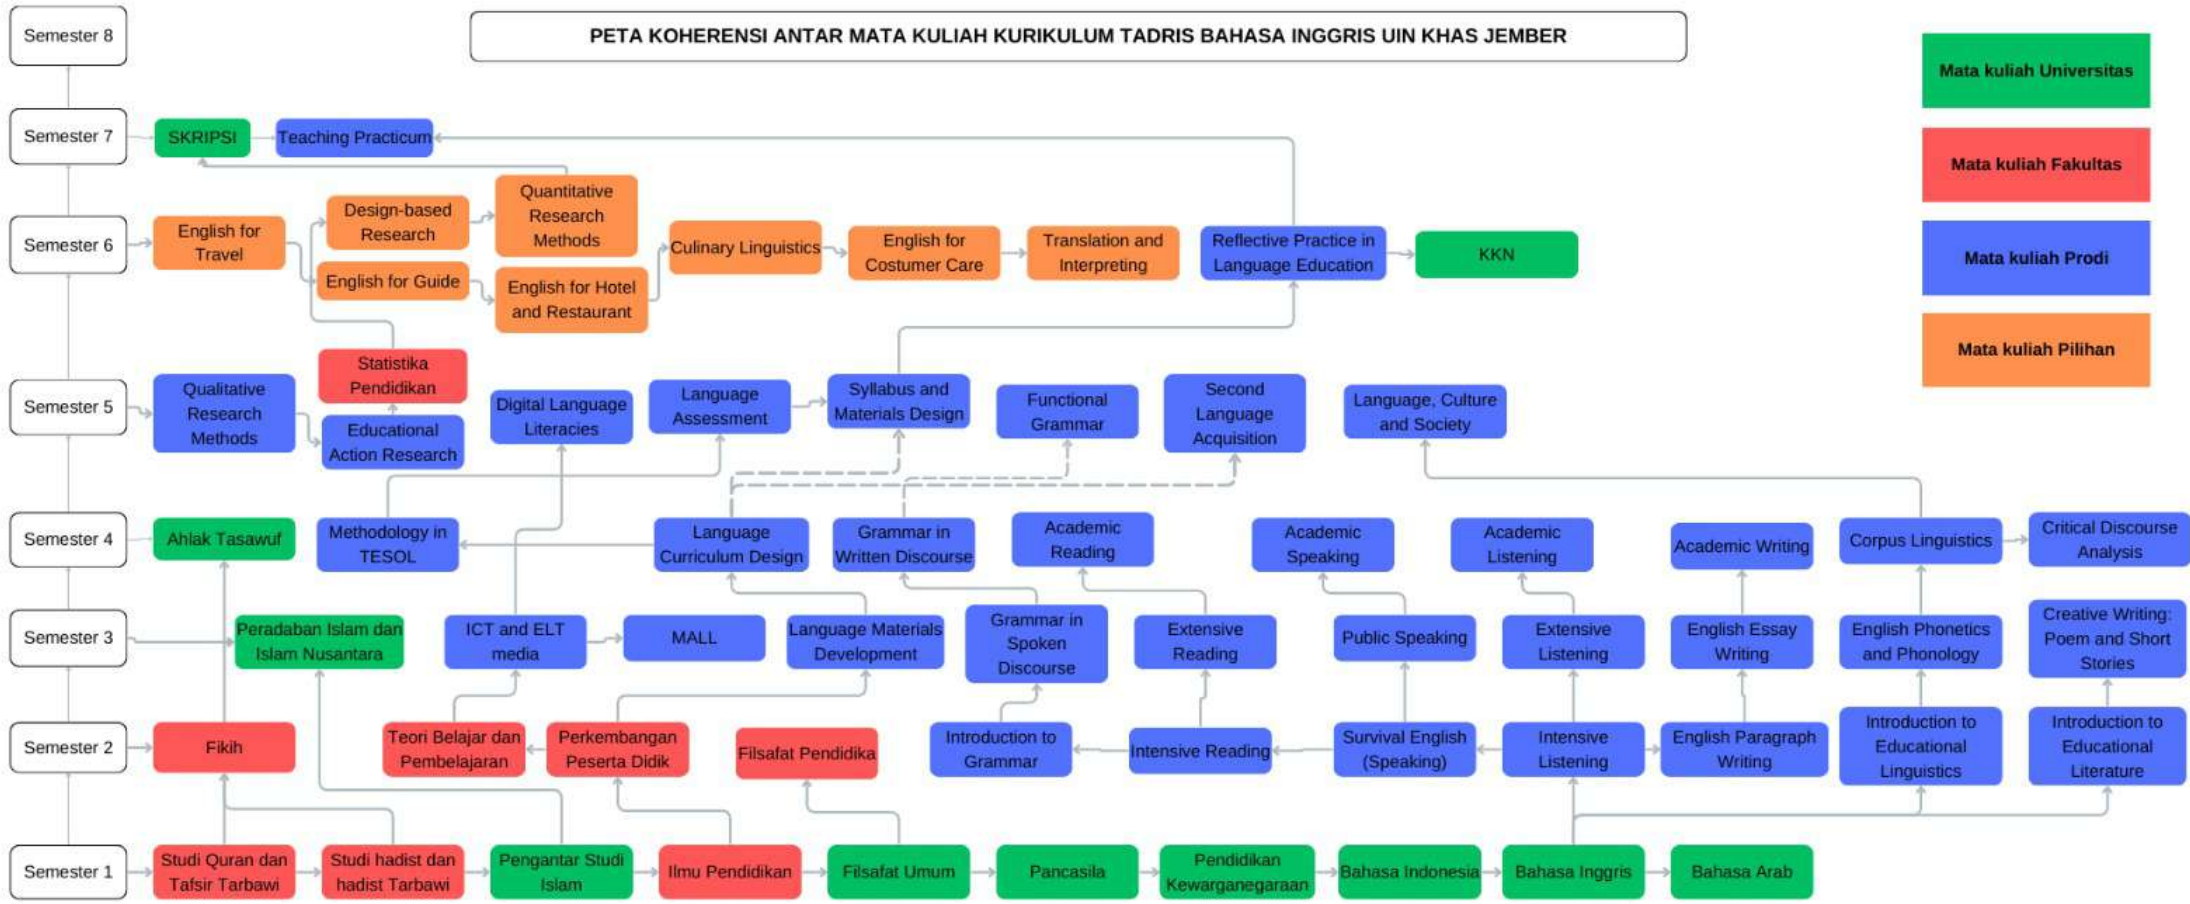 PETA KOHERENSI ANTAR MATA KULIAH KURIKULUM TADRIS BAHASA INGGRIS UIN KHAS JEMBER
Mata kuliah Universitas
Mata kuliah Fakultas
Mata kuliah Prodi
Mata kuliah Pilihan
Semester 8
Semester 7
SKRIPSI
Teaching Practicum
Semester 6
English for
Travel
Design-based
Research
English for Guide
Quantitative
Research
Methods
English for Hotel
and Restaurant
Culinary Linguistics
English for
Costumer Care
Translation and
Interpreting
Reflective Practice in
Language Education
KKN
Semester 5
Qualitative
Research
Methods
Statistika
Pendidikan
Educational
Action Research
Digital Language
Literacies
Language
Assessment
Syllabus and
Materials Design
Functional
Grammar
Second
Language
Acquisition
Language, Culture
and Society
Semester 4
Ahlak Tasawuf
Methodology in
TESOL
Language
Curriculum Design
Grammar in
Written Discourse
Academic
Reading
Academic
Speaking
Academic
Listening
Academic Writing
Corpus Linguistics
Critical Discourse
Analysis
Semester 3
Peradaban Islam dan
Islam Nusantara
ICT and ELT
media
MALL
Language Materials
Development
Grammar in
Spoken
Discourse
Extensive
Reading
Public Speaking
Extensive
Listening
English Essay
Writing
English Phonetics
and Phonology
Creative Writing:
Poem and Short
Stories
Semester 2
Fikih
Teori Belajar dan
Pembelajaran
Perkembangan
Peserta Didik
Filsafat Pendidika
Introduction to
Grammar
Intensive Reading
Survival English
(Speaking)
Intensive
Listening
English Paragraph
Writing
Introduction to
Educational
Linguistics
Introduction to
Educational
Literature
Semester 1
Studi Quran dan
Tafsir Tarbawi
Studi hadist dan
hadist Tarbawi
Pengantar Studi
Islam
Ilmu Pendidikan
Filsafat Umum
Pancasila
Pendidikan
Kewarganegaraan
Bahasa Indonesia
Bahasa Inggris
Bahasa Arab